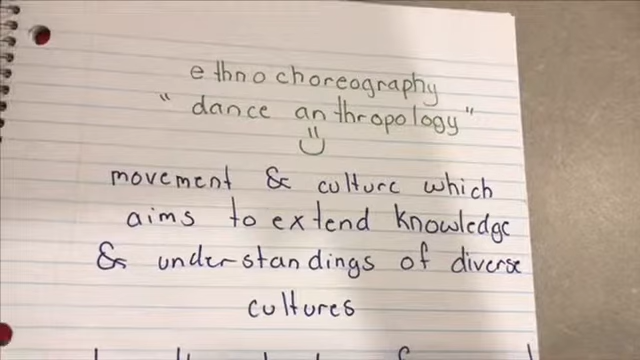 ethnochoreography
"dance anthropology"
movement & culture which
aims to extend knowledge
& understandings of diverse
cultures